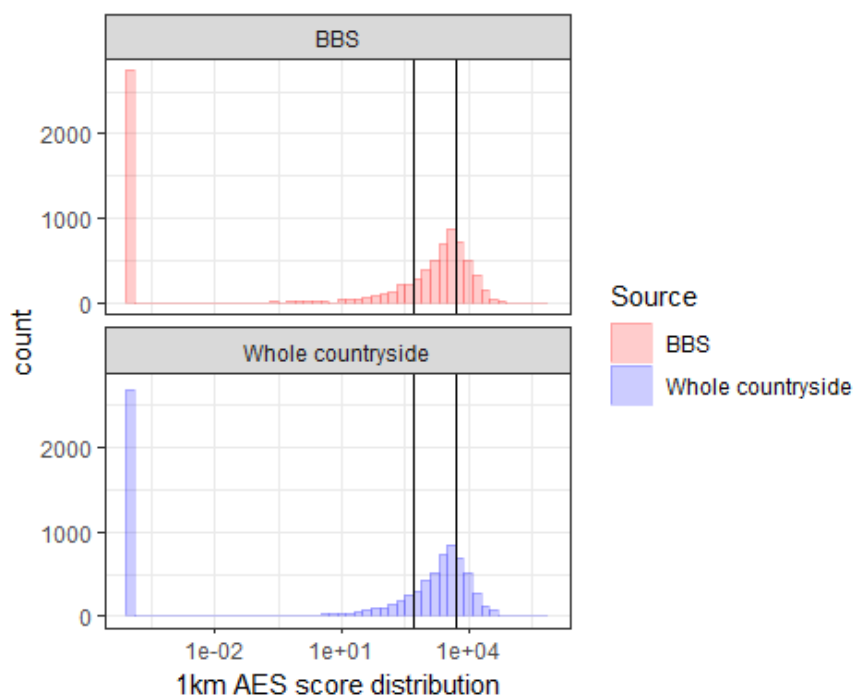 BBS
2000
1000
0
Whole countryside
2000
1000
0
count
1e-02 1e+01 1e+04
1km AES score distribution
Source
BBS
Whole countryside